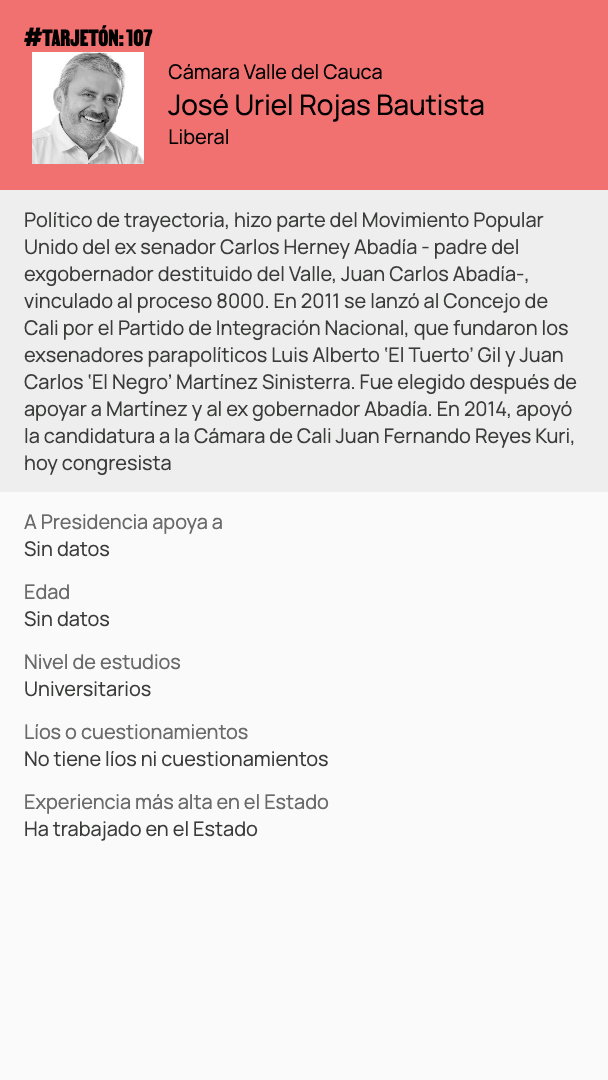 #TARJETÓN: 107
Cámara Valle del Cauca
José Uriel Rojas Bautista
Liberal
Político de trayectoria, hizo parte del Movimiento Popular
Unido del ex senador Carlos Herney Abadía - padre del
exgobernador destituido del Valle, Juan Carlos Abadía-,
vinculado al proceso 8000. En 2011 se lanzó al Concejo de
Cali por el Partido de Integración Nacional, que fundaron los
exsenadores parapolíticos Luis Alberto ‘El Tuerto’ Gil y Juan
Carlos ‘El Negro’ Martínez Sinisterra. Fue elegido después de
apoyar a Martínez y al ex gobernador Abadía. En 2014, apoyó
la candidatura a la Cámara de Cali Juan Fernando Reyes Kuri,
hoy congresista
A Presidencia apoya a
Sin datos
Edad
Sin datos
Nivel de estudios
Universitarios
Líos o cuestionamientos
No tiene líos ni cuestionamientos
Experiencia más alta en el Estado
Ha trabajado en el Estado